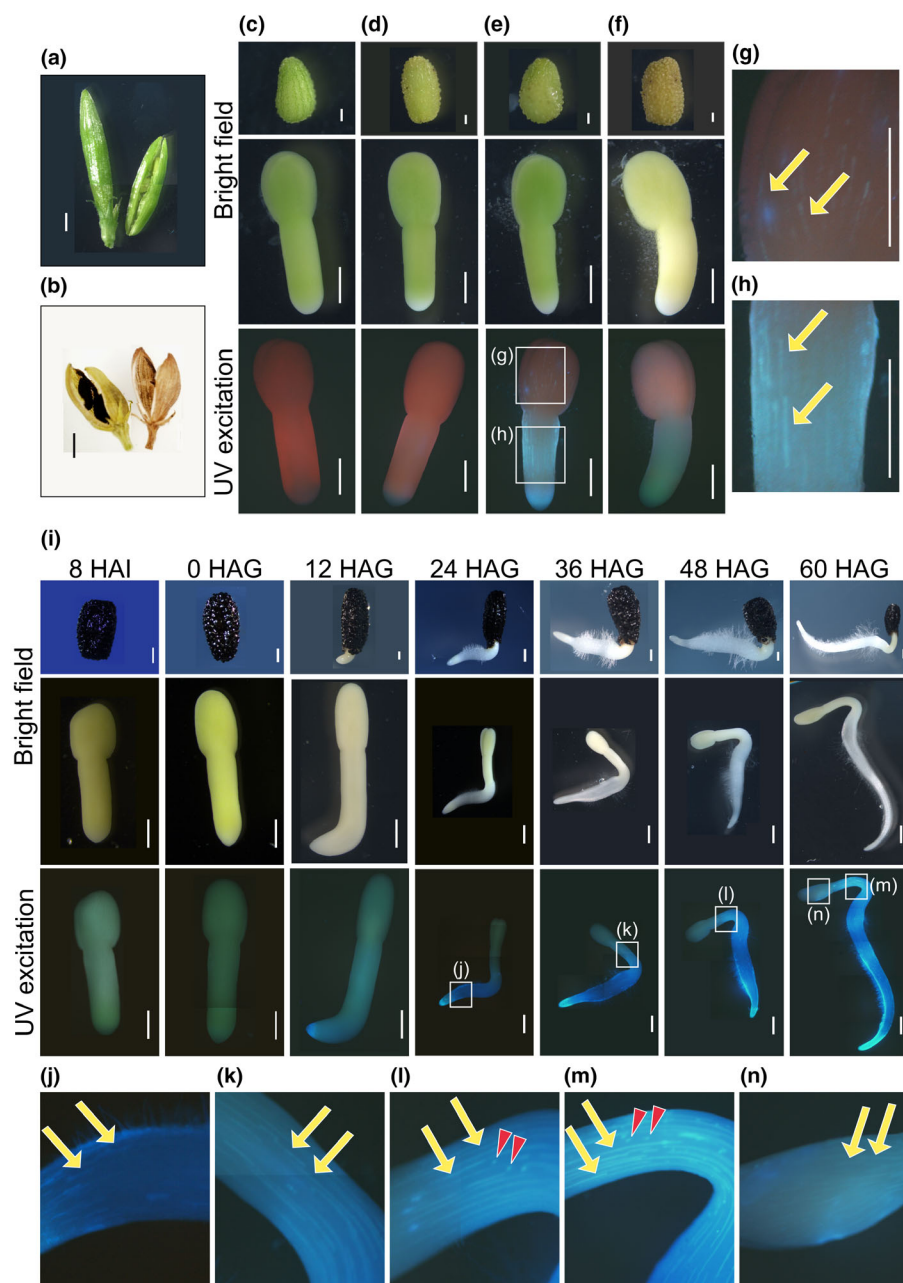 (a)
(b)
(c) (d) (e) (f)
Bright field
UV excitation
(g)
(h)
(g)
(h)
(i)
8 HAI 0 HAG 12 HAG 24 HAG 36 HAG 48 HAG 60 HAG
Bright field
UV excitation
(j)
(k)
(l)
(n)
(m)
(j) (k) (l) (m) (n)